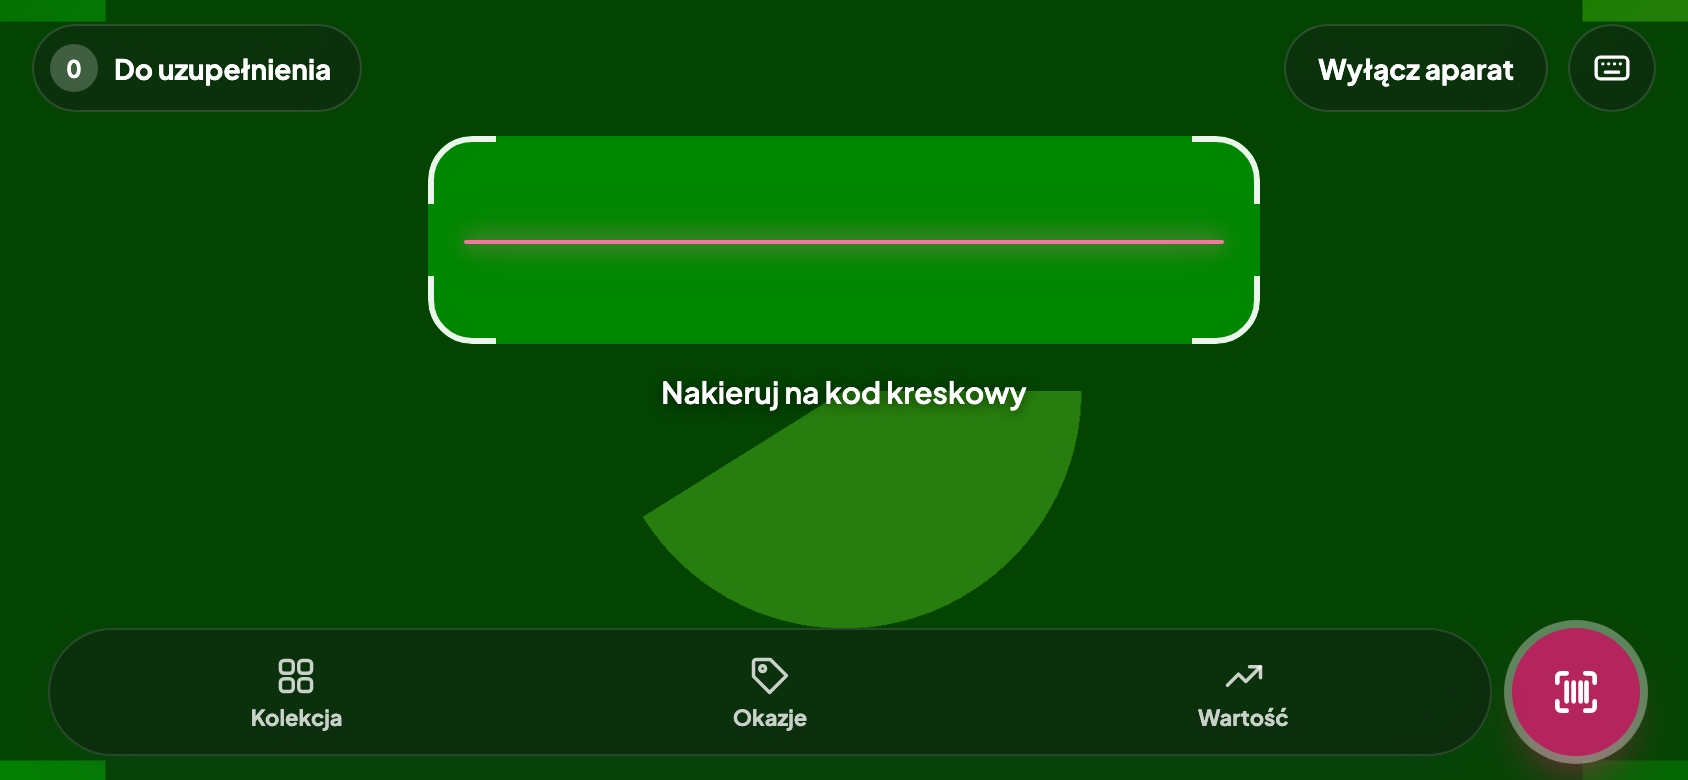 0 Do uzupełnienia
Wyłącz aparat
Nakieruj na kod kreskowy
Kolekcja
Okazje
Wartość